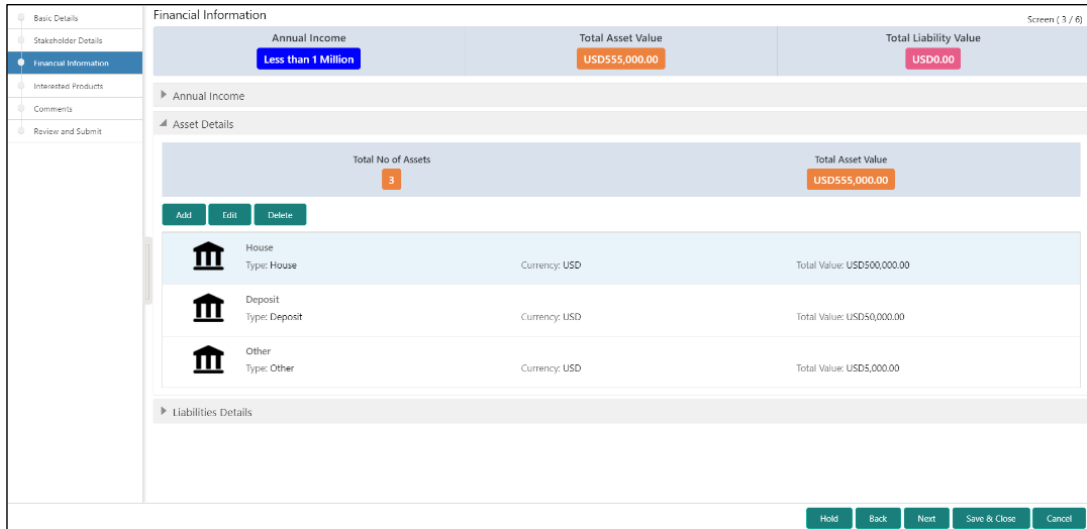 Basic Details
Stakeholder Details
Financial Information
Interested Products
Comments
Review and Submit
Financial Information
Screen ( 3 / 6)
Annual Income Total Asset Value Total Liability Value
Less than 1 Million USD555,000.00 USD0.00
Annual Income
Asset Details
Total No of Assets Total Asset Value
3 USD555,000.00
Add Edit Delete
House
Type: House Currency: USD Total Value: USD500,000.00
Deposit
Type: Deposit Currency: USD Total Value: USD50,000.00
Other
Type: Other Currency: USD Total Value: USD5,000.00
Liabilities Details
Hold Back Next Save & Close Cancel